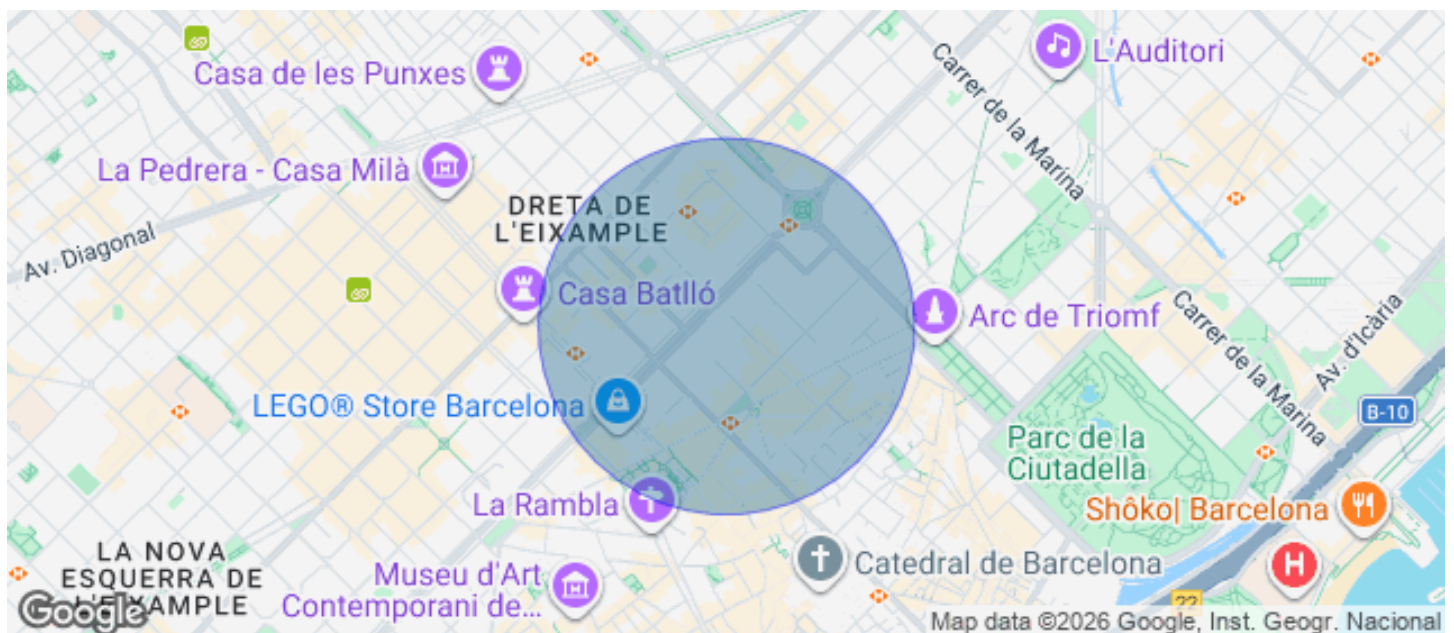 Casa de les Punxes
L'Auditori
Carrer de la Marina
La Pedrera - Casa Milà
DRETA DE
L'EIXAMPLE
Av. Diagonal
Casa Batlló
Arc de Triomf
Carrer de la Marina
Av. d'Icària
LEGO® Store Barcelona
B-10
Parc de la
Ciutadella
La Rambla
Shôko| Barcelona
LA NOVA
ESQUERRA DE
L'EIXAMPLE
Museu d'Art
Contemporani de...
Catedral de Barcelona
H
22
Google
Map data ©2026 Google, Inst. Geogr. Nacional